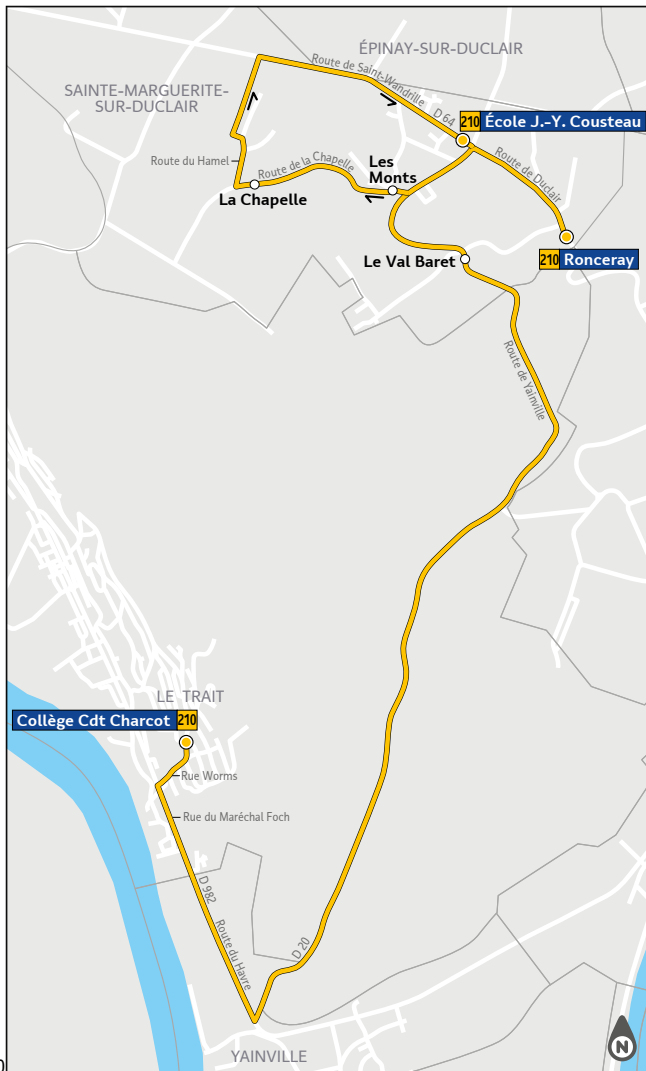 ÉPINAY-SUR-DUCLAIR
Route de Saint-Wandrille
SAINTE-MARGUERITE-
SUR-DUCLAIR
D 64
210 École J.-Y. Cousteau
Route du Hamel
Route de la Chapelle
Les
Monts
Route de Duclair
La Chapelle
Le Val Baret
210 Ronceray
Route de Yainville
LE TRAIT
Collège Cdt Charcot 210
Rue Worms
Rue du Maréchal Foch
D 982
Route du Havre
D 20
YAINVILLE
N